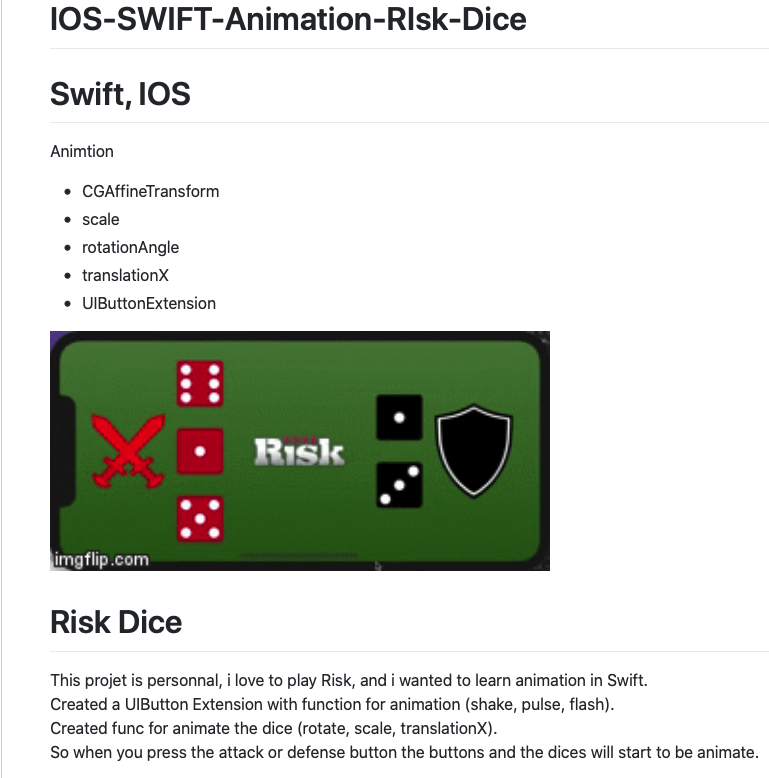 IOS-SWIFT-Animation-RIsk-Dice
Swift, IOS
Animtion
CGAffineTransform
scale
rotationAngle
translationX
UIButtonExtension
Risk
imgflip.com
Risk Dice
This projet is personnal, i love to play Risk, and i wanted to learn animation in Swift.
Created a UIButton Extension with function for animation (shake, pulse, flash).
Created func for animate the dice (rotate, scale, translationX).
So when you press the attack or defense button the buttons and the dices will start to be animate.